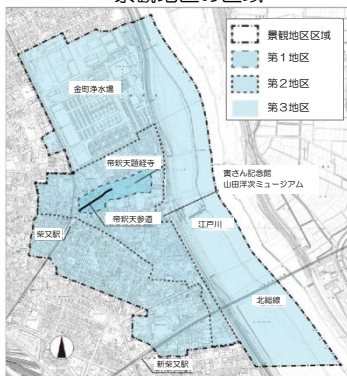 景観地区の区域
景観地区区域
第1地区
第2地区
第3地区
金町浄水場
帝釈天題経寺
寅さん記念館
山田洋次ミュージアム
帝釈天参道
江戸川
柴又駅
北総線
新柴又駅